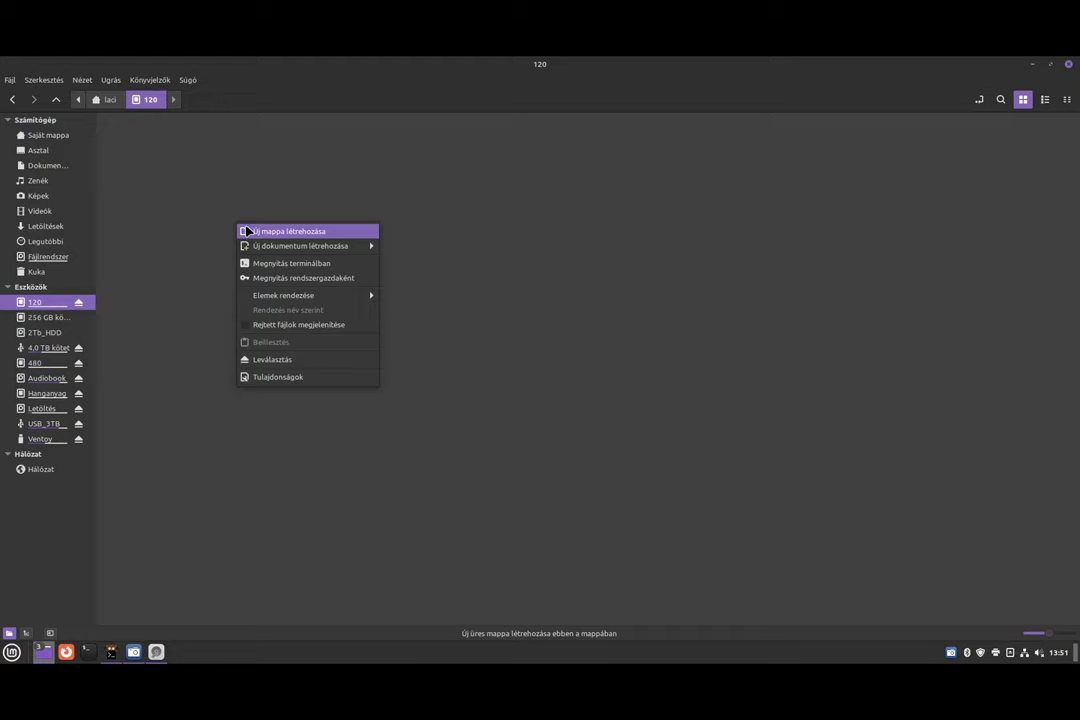 120
Fájl Szerkesztés Nézet Ugrás Könyvjelzők Súgó
laci 120
Számítógép
Saját mappa
Asztal
Dokumen...
Zenék
Képek
Videók
Letöltések
Legutóbbi
Fájlrendszer
Kuka
Eszközök
120
256 GB kö...
2Tb_HDD
4,0 TB kötet
480
Audiobook
Hanganyag
Letöltés
USB_3TB
Ventoy
Hálózat
Hálózat
Új mappa létrehozása
Új dokumentum létrehozása
Megnyitás terminálban
Megnyitás rendszergazdaként
Elemek rendezése
Rendezés név szerint
Rejtett fájlok megjelenítése
Beillesztés
Leválasztás
Tulajdonságok
Új üres mappa létrehozása ebben a mappában
3
13:51